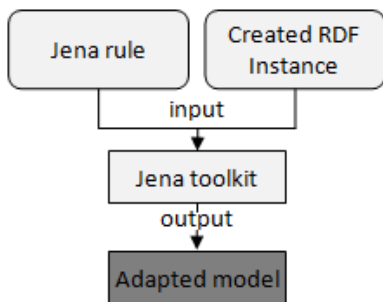 Jena rule
Created RDF
Instance
input
Jena toolkit
output
Adapted model